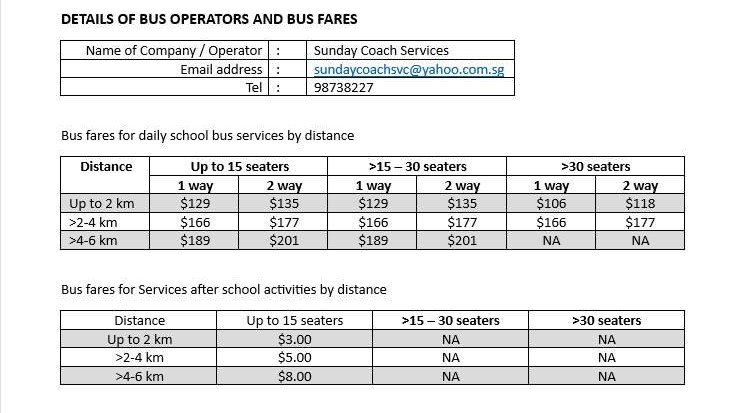 DETAILS OF BUS OPERATORS AND BUS FARES
Name of Company / Operator : Sunday Coach Services
Email address : sundaycoachsvc@yahoo.com.sg
Tel : 98738227
Bus fares for daily school bus services by distance
Distance Up to 15 seaters >15 – 30 seaters >30 seaters
1 way 2 way 1 way 2 way 1 way 2 way
Up to 2 km $129 $135 $129 $135 $106 $118
>2-4 km $166 $177 $166 $177 $166 $177
>4-6 km $189 $201 $189 $201 NA NA
Bus fares for Services after school activities by distance
Distance Up to 15 seaters >15 – 30 seaters >30 seaters
Up to 2 km $3.00 NA NA
>2-4 km $5.00 NA NA
>4-6 km $8.00 NA NA